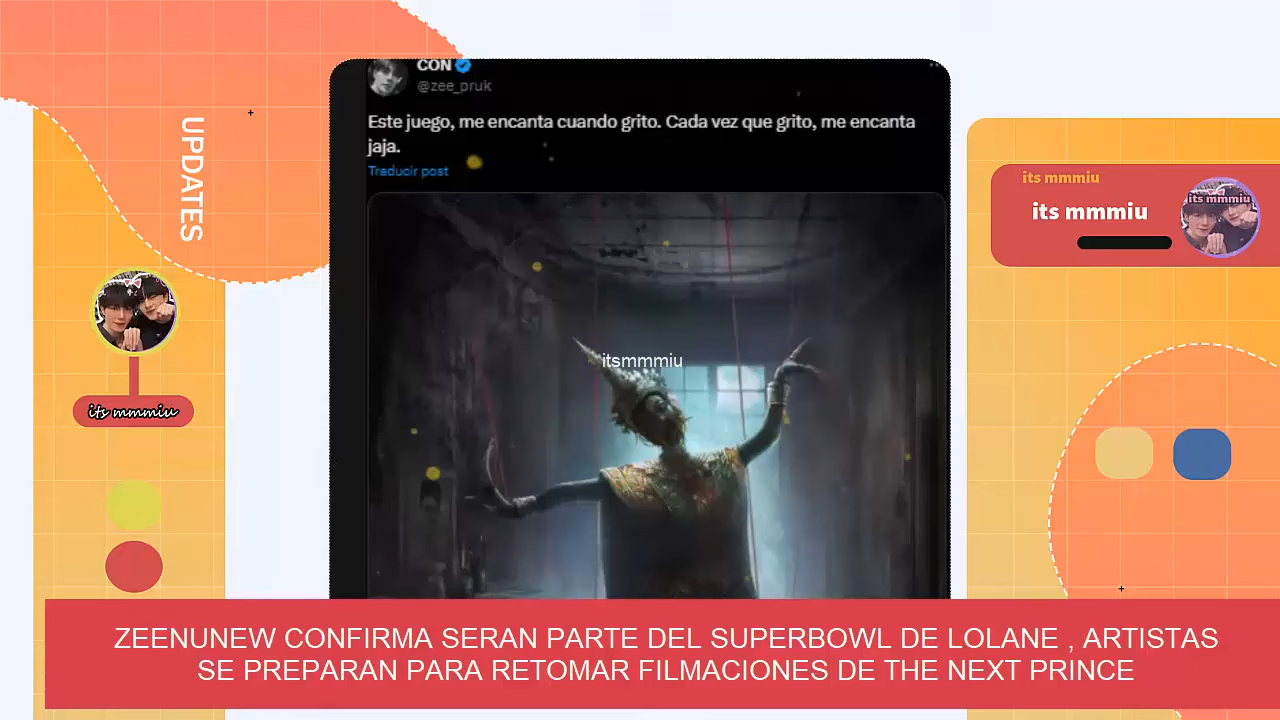 UPDATES
CON
@zee_pruk
Este juego, me encanta cuando grito. Cada vez que grito, me encanta
jaja.
Traducir post
itsmmmiu
its mmmiu
its mmmiu
its mmmiu
its mmmiu
ZEENUNEW CONFIRMA SERAN PARTE DEL SUPERBOWL DE LOLANE , ARTISTAS
SE PREPARAN PARA RETOMAR FILMACIONES DE THE NEXT PRINCE